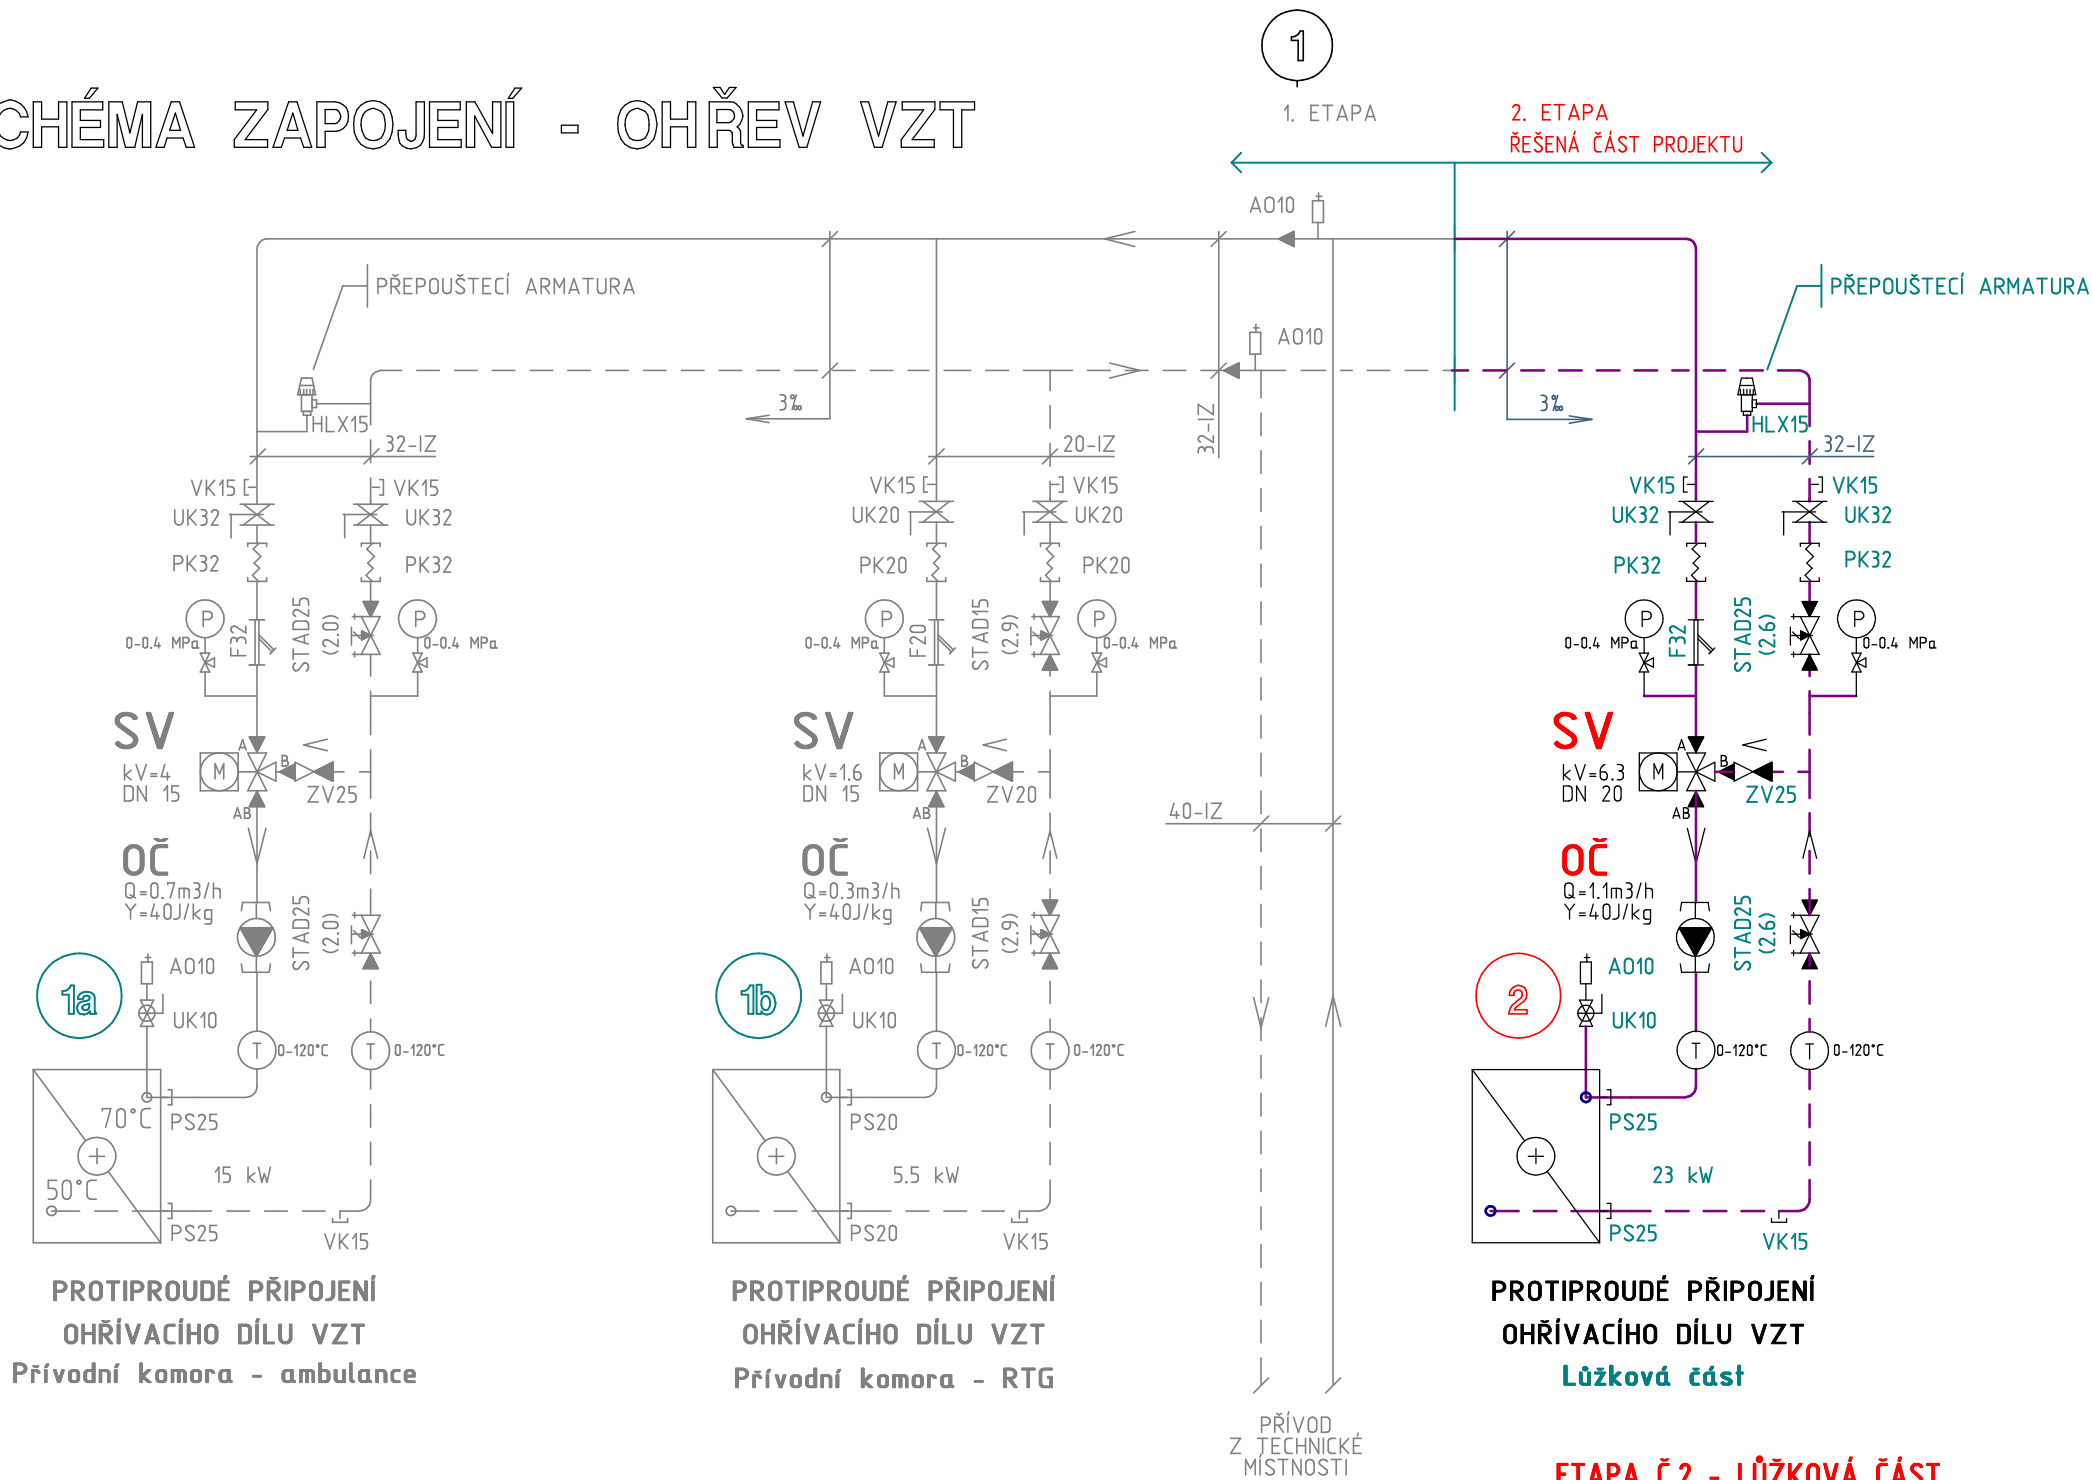 1
CHÉMA ZAPOJENÍ - OHŘEV VZT
1. ETAPA
2. ETAPA
ŘEŠENÁ ČÁST PROJEKTU
AO10
PŘEPOUŠTECÍ ARMATURA
PŘEPOUŠTECÍ ARMATURA
AO10
3‰
3‰
HLX15
HLX15
32-IZ
20-IZ
32-IZ
32-IZ
VK15
VK15
VK15
VK15
VK15
VK15
UK32
UK32
UK20
UK20
UK32
UK32
PK32
PK32
PK20
PK20
PK32
PK32
P
P
P
P
P
P
0-0.4 MPa
F32
STAD25
(2.0)
0-0.4 MPa
0-0.4 MPa
F20
STAD15
(2.9)
0-0.4 MPa
0-0.4 MPa
F32
STAD25
(2.6)
0-0.4 MPa
SV
kV=4
DN 15
M
A
B
AB
ZV25
SV
kV=1.6
DN 15
M
A
B
AB
ZV20
SV
kV=6.3
DN 20
M
A
B
AB
ZV25
40-IZ
OČ
Q=0.7m3/h
Y=40J/kg
STAD25
(2.0)
OČ
Q=0.3m3/h
Y=40J/kg
STAD15
(2.9)
OČ
Q=1.1m3/h
Y=40J/kg
STAD25
(2.6)
1a
AO10
UK10
1b
AO10
UK10
2
AO10
UK10
T
0-120°C
T
0-120°C
T
0-120°C
T
0-120°C
T
0-120°C
T
0-120°C
70°C
PS25
50°C
15 kW
PS25
VK15
PS20
5.5 kW
PS20
VK15
PS25
23 kW
PS25
VK15
PROTIPROUDÉ PŘIPOJENÍ
OHŘÍVACÍHO DÍLU VZT
Přívodní komora - ambulance
PROTIPROUDÉ PŘIPOJENÍ
OHŘÍVACÍHO DÍLU VZT
Přívodní komora - RTG
PROTIPROUDÉ PŘIPOJENÍ
OHŘÍVACÍHO DÍLU VZT
Lůžková část
PŘÍVOD
Z TECHNICKÉ
MÍSTNOSTI
ETAPA Č.2 - LŮŽKOVÁ ČÁST